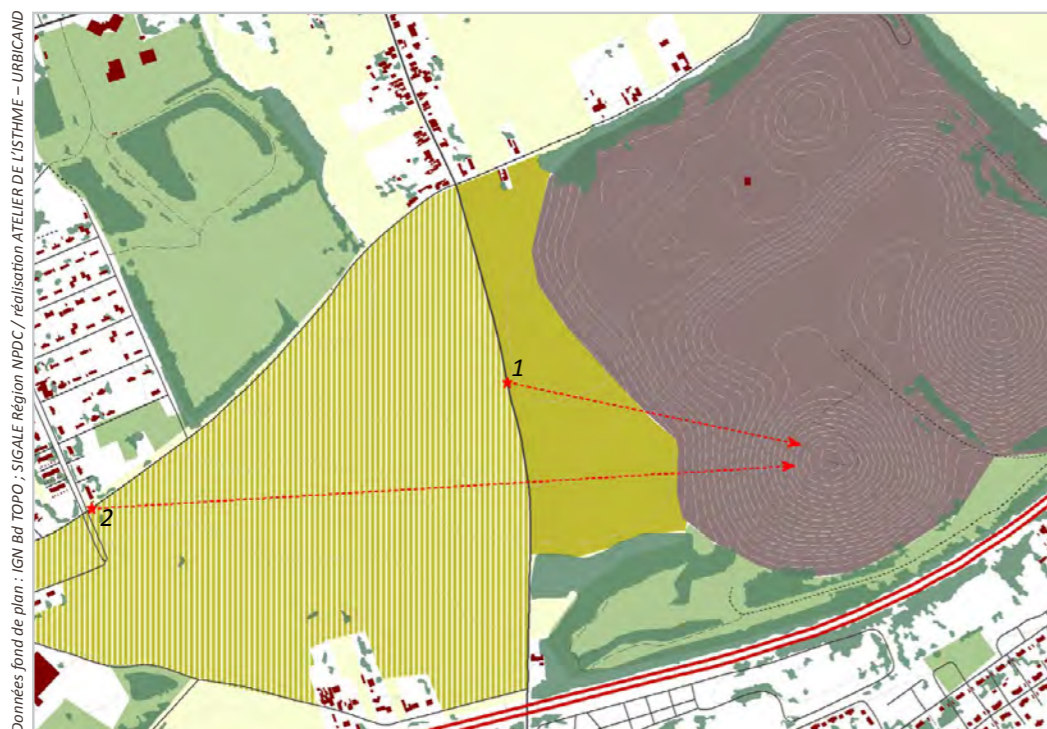 Données fond de plan : IGN Bd TOPO ; SIGALE Région NPDC / réalisation ATELIER DE L'ISTHME – URBICAND
1
2